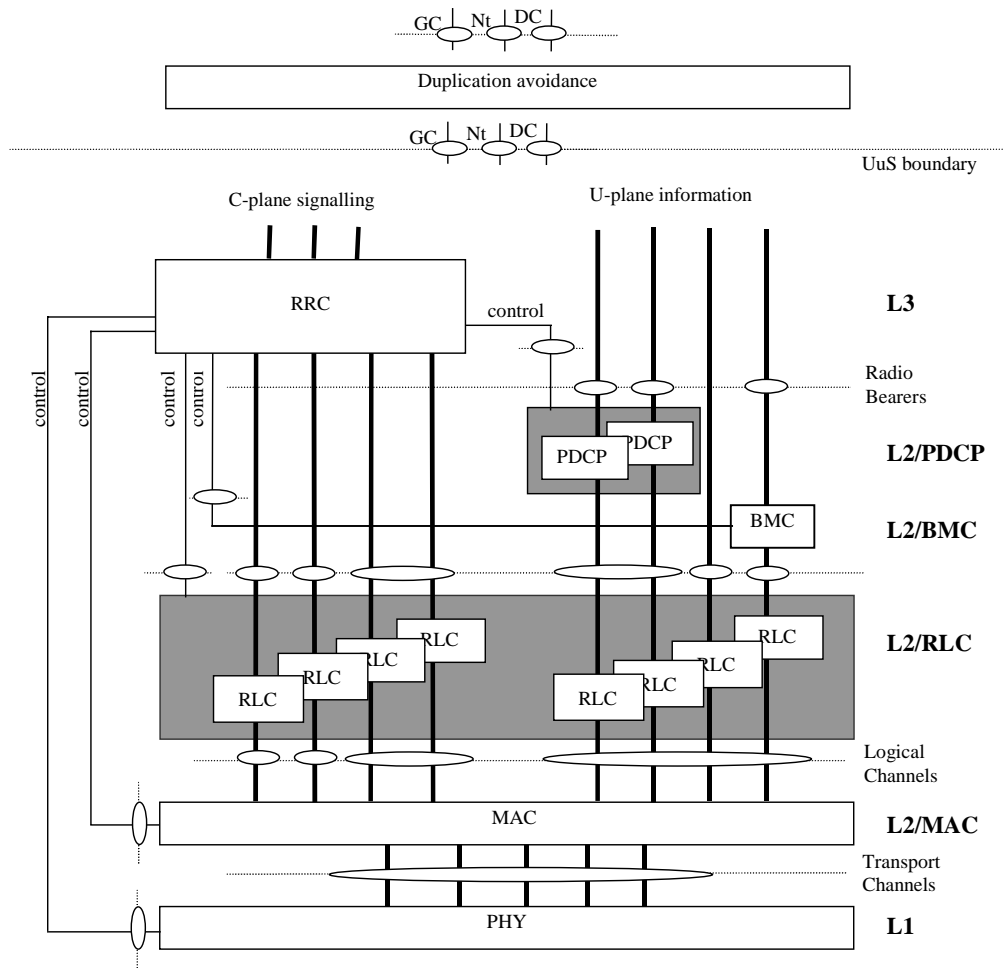 GC Nt DC
Duplication avoidance
GC Nt DC
UuS boundary
C-plane signalling
U-plane information
RRC
control
L3
control
control
control
control
Radio
Bearers
PDCP
PDCP
L2/PDCP
BMC
L2/BMC
RLC
RLC
RLC
RLC
RLC
RLC
RLC
RLC
L2/RLC
Logical
Channels
MAC
L2/MAC
Transport
Channels
PHY
L1